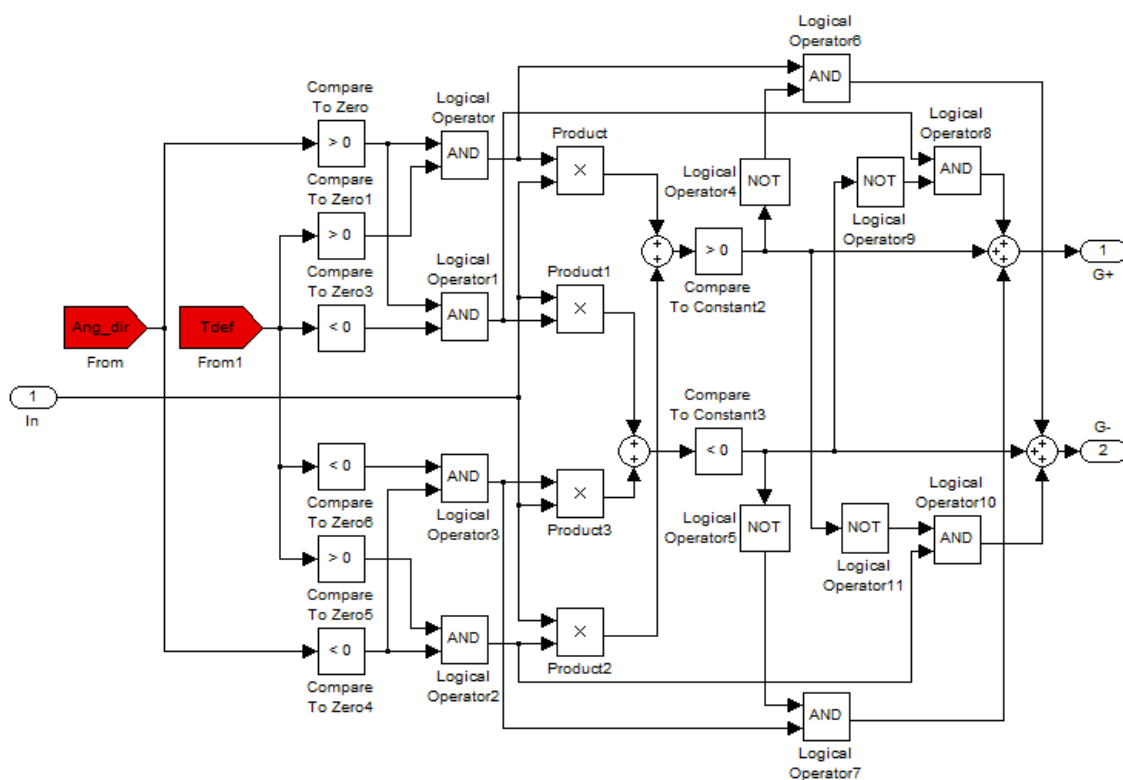 Logical
Operator6
AND
Compare
To Zero
> 0
Logical
Operator
AND
Product
×
Logical
Operator4
NOT
Logical
Operator8
AND
NOT
Logical
Operator9
Compare
To Zero1
> 0
+
+
> 0
Compare
To Constant2
+
+
+
1
G+
Compare
To Zero3
< 0
Logical
Operator1
AND
Product1
×
Ang_dir
From
Tdef
From1
1
In
Compare
To Constant3
< 0
+
+
+
+
+
G-
2
< 0
Compare
To Zero6
AND
Logical
Operator3
×
Product3
Logical
Operator5
NOT
NOT
Logical
Operator11
Logical
Operator10
AND
> 0
Compare
To Zero5
AND
Logical
Operator2
×
Product2
< 0
Compare
To Zero4
AND
Logical
Operator7